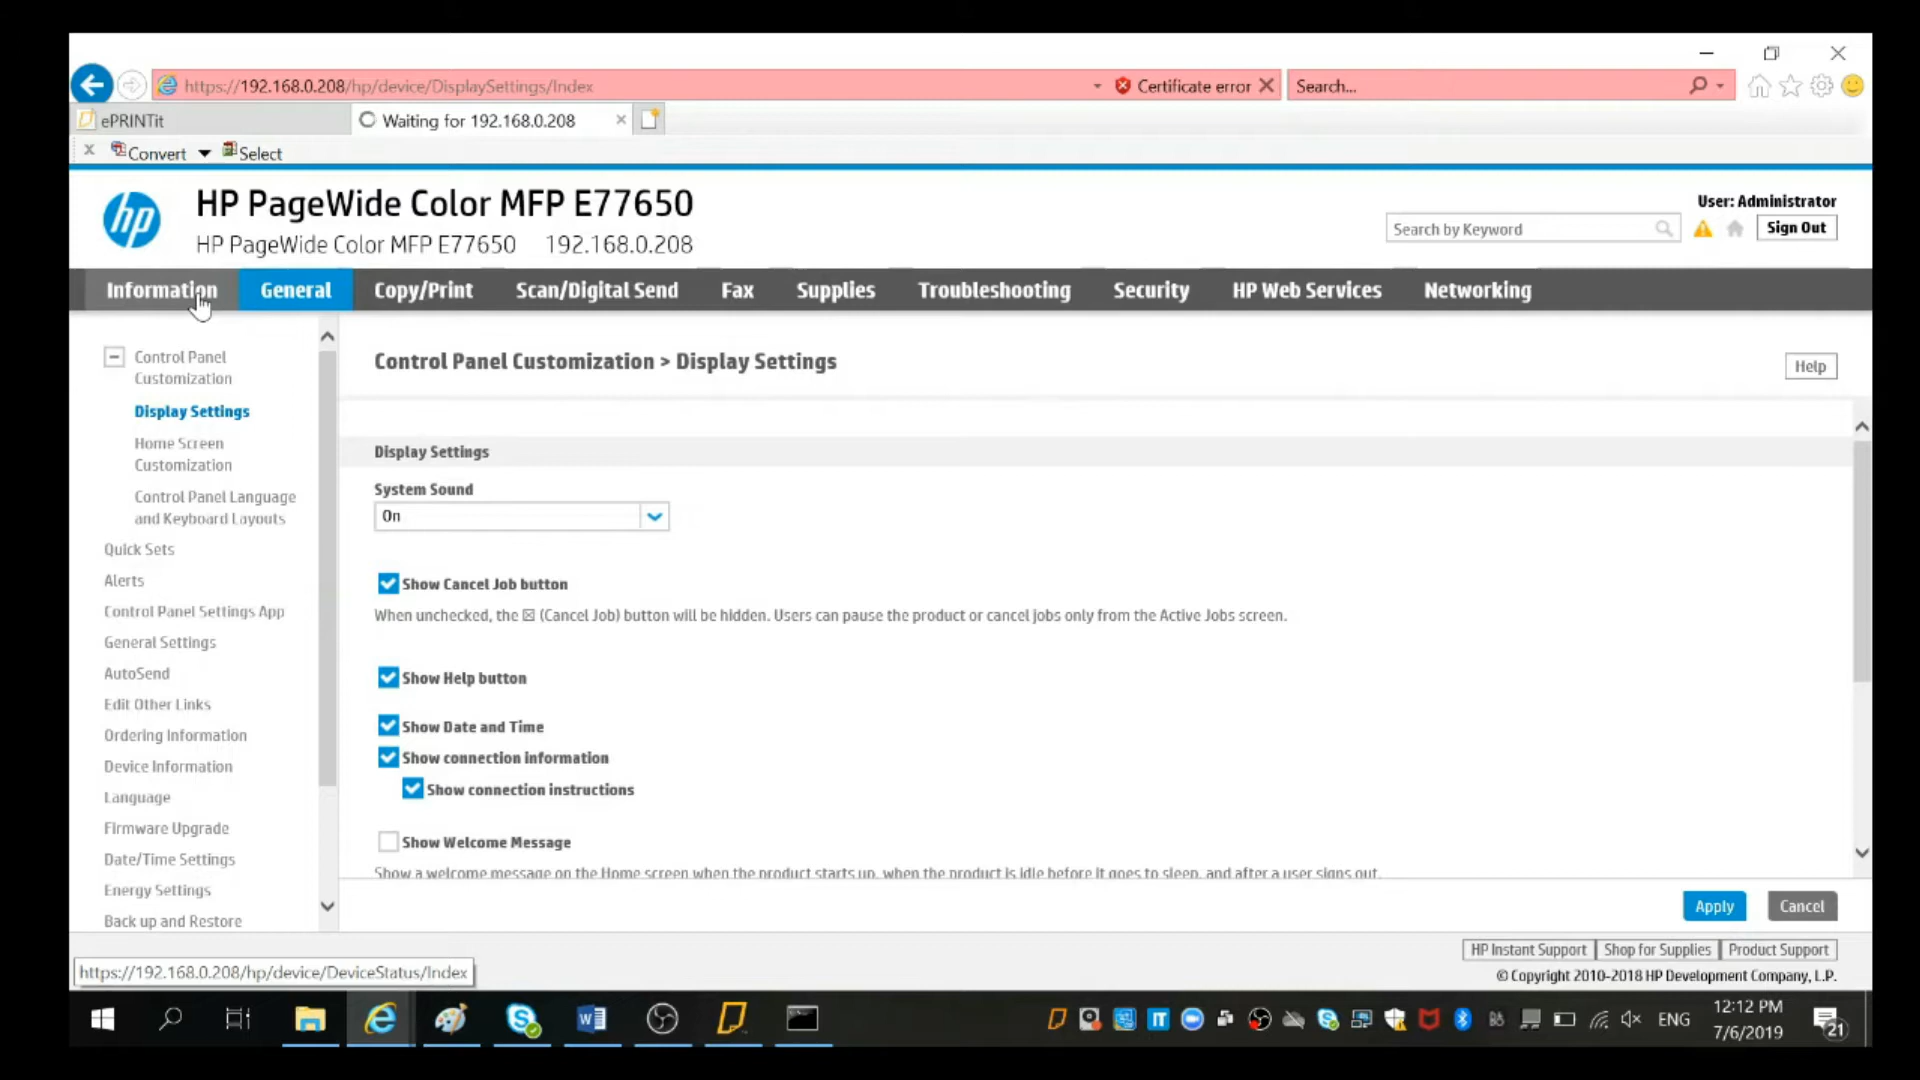 https://192.168.0.208/hp/device/DisplaySettings/Index
Certificate error
Search...
ePRINTit
Waiting for 192.168.0.208
Convert
Select
hp
HP PageWide Color MFP E77650
HP PageWide Color MFP E77650 192.168.0.208
User: Administrator
Search by Keyword
Sign Out
Information General Copy/Print Scan/Digital Send Fax Supplies Troubleshooting Security HP Web Services Networking
Control Panel
Customization
Display Settings
Home Screen
Customization
Control Panel Language
and Keyboard Layouts
Quick Sets
Alerts
Control Panel Settings App
General Settings
AutoSend
Edit Other Links
Ordering Information
Device Information
Language
Firmware Upgrade
Date/Time Settings
Energy Settings
Back up and Restore
Control Panel Customization > Display Settings
Help
Display Settings
System Sound
On
Show Cancel Job button
When unchecked, the ☒ (Cancel Job) button will be hidden. Users can pause the product or cancel jobs only from the Active Jobs screen.
Show Help button
Show Date and Time
Show connection information
Show connection instructions
Show Welcome Message
Show a welcome message on the Home screen when the product starts up, when the product is idle before it goes to sleep, and after a user signs out.
Apply
Cancel
HP Instant Support
Shop for Supplies
Product Support
https://192.168.0.208/hp/device/DeviceStatus/Index
© Copyright 2010-2018 HP Development Company, L.P.
IT
ENG
12:12 PM
7/6/2019
21